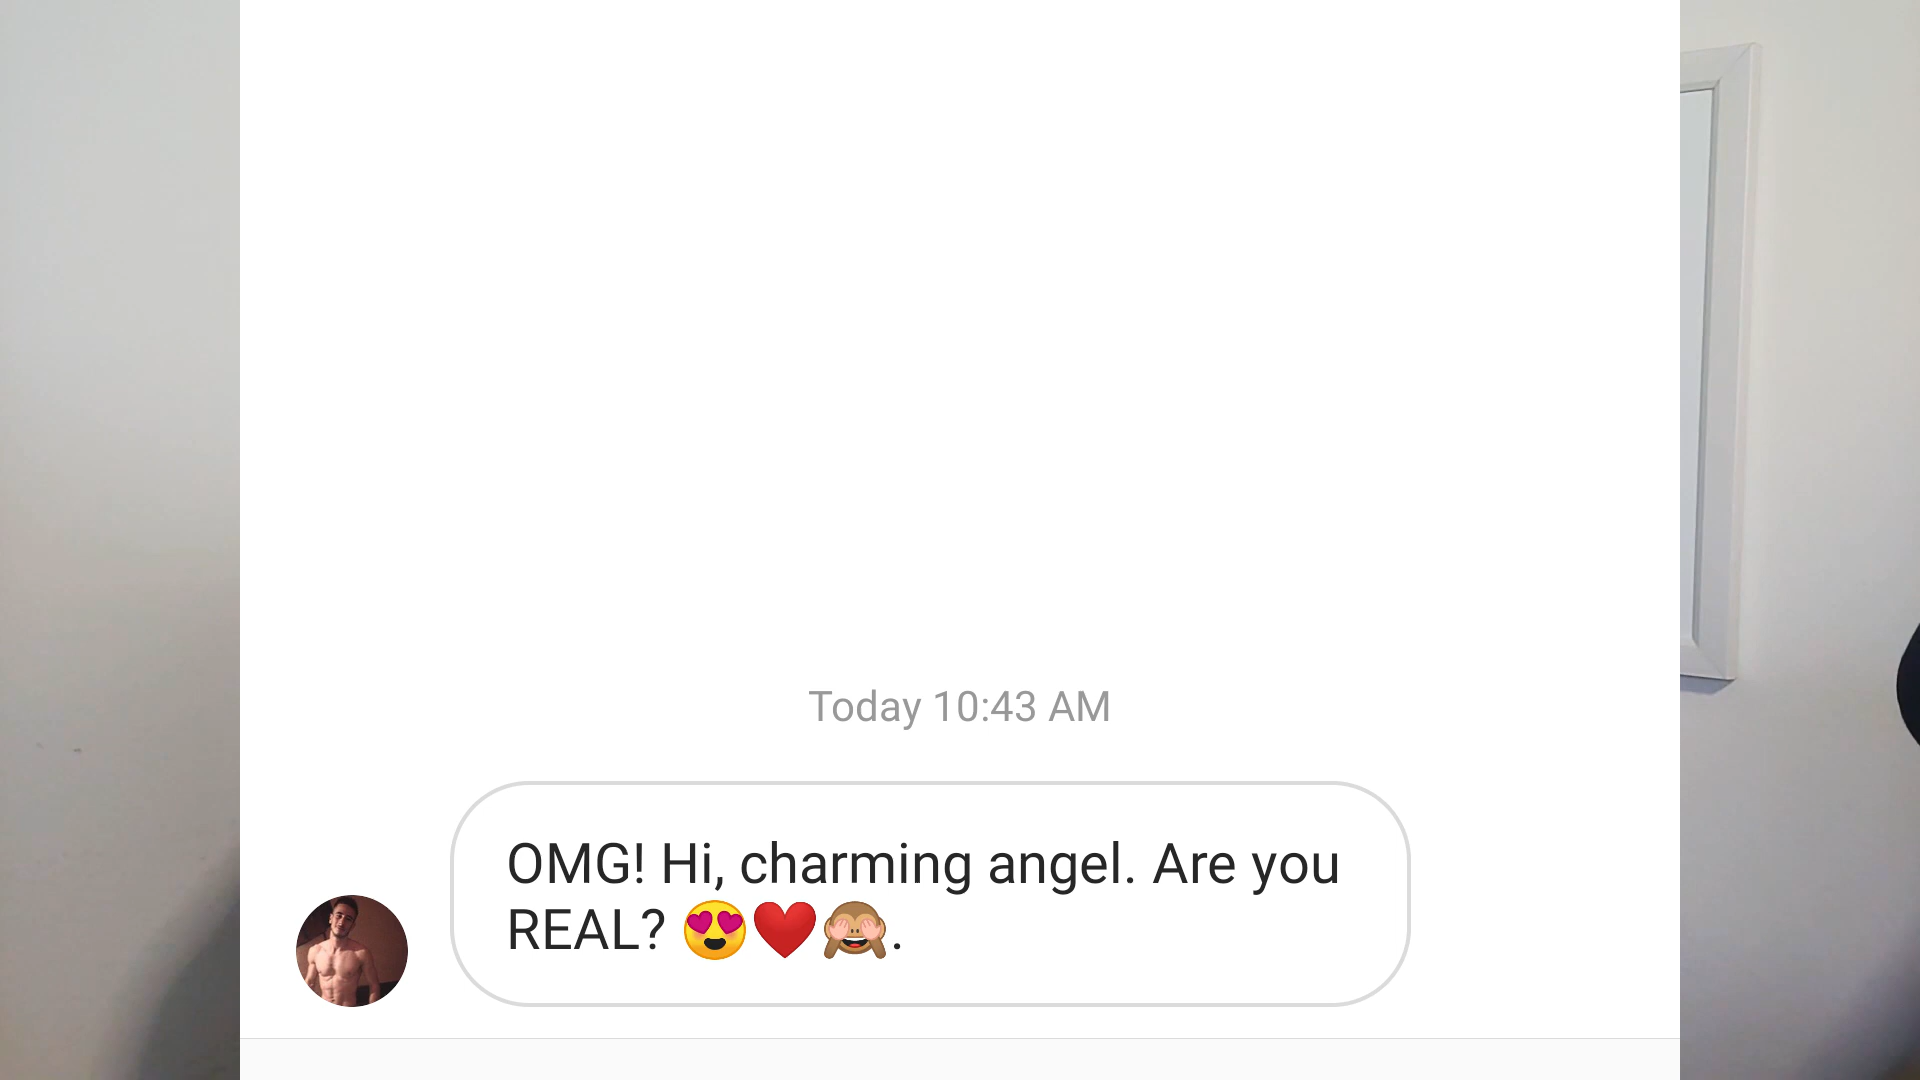 Today 10:43 AM
OMG! Hi, charming angel. Are you
REAL? 😍❤️🙈.